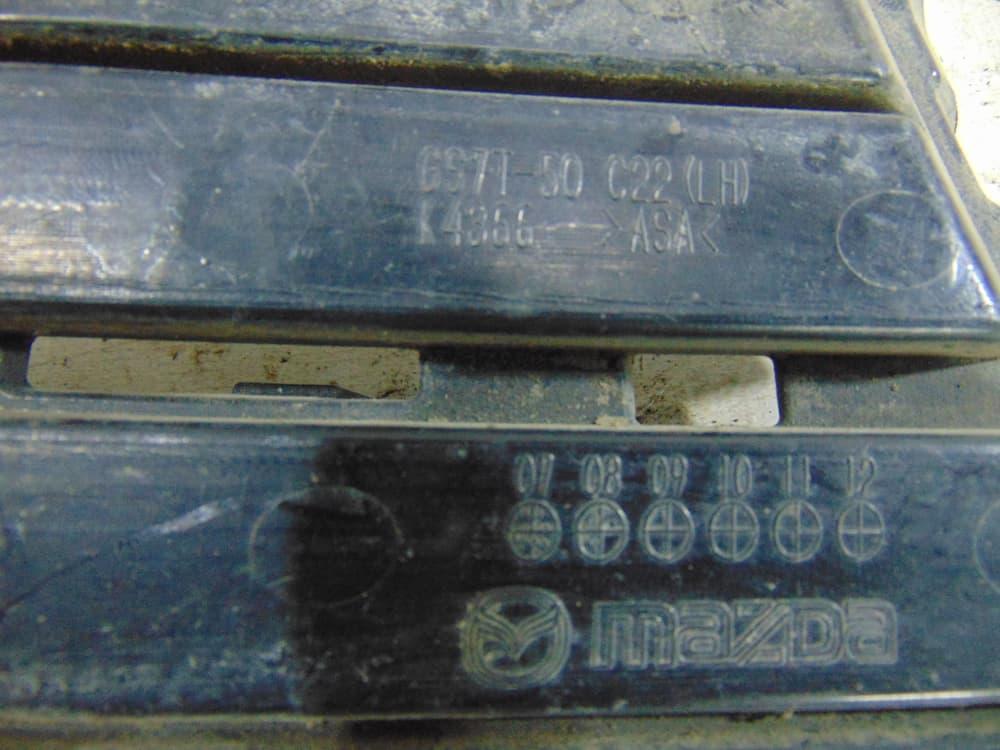 GS7T-50 C22 (LH)
K4366 >ASA<
07 08 09 10 11 12
mazda